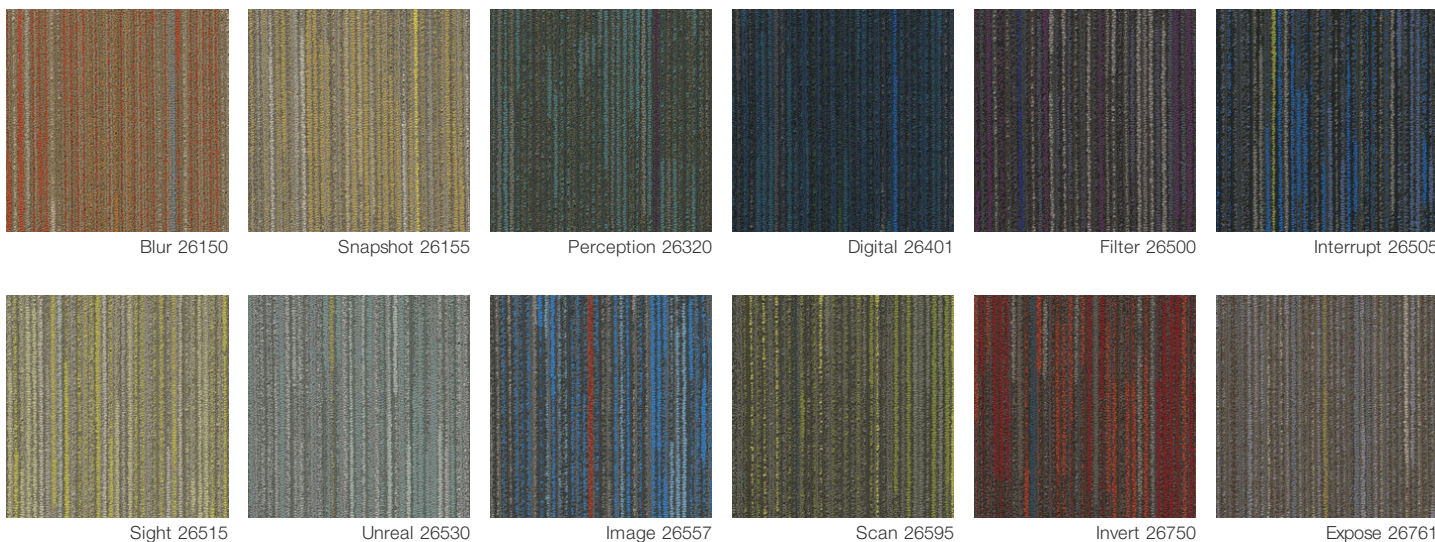 Blur 26150
Snapshot 26155
Perception 26320
Digital 26401
Filter 26500
Interrupt 26505
Sight 26515
Unreal 26530
Image 26557
Scan 26595
Invert 26750
Expose 26761